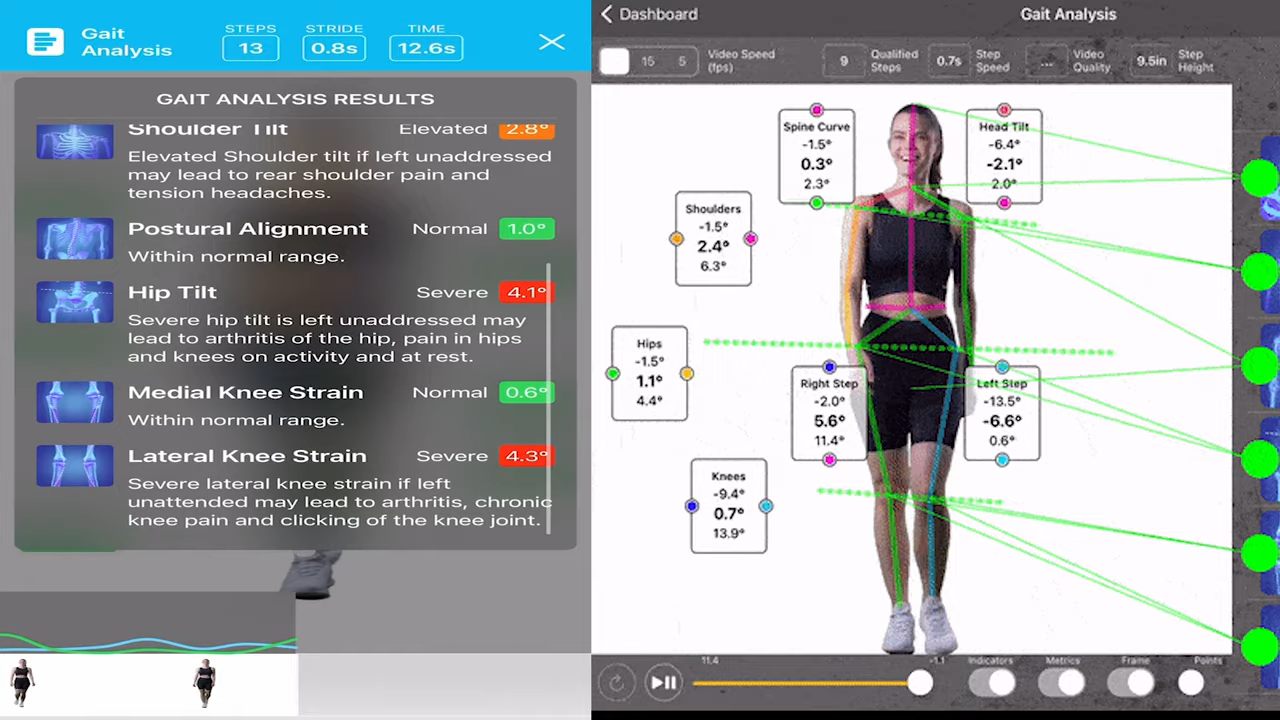 Gait
Analysis
STEPS
13
STRIDE
0.8s
TIME
12.6s
GAIT ANALYSIS RESULTS
Shoulder Tilt Elevated 2.8°
Elevated Shoulder tilt if left unaddressed
may lead to rear shoulder pain and
tension headaches.
Postural Alignment Normal 1.0°
Within normal range.
Hip Tilt Severe 4.1°
Severe hip tilt is left unaddressed may
lead to arthritis of the hip, pain in hips
and knees on activity and at rest.
Medial Knee Strain Normal 0.6°
Within normal range.
Lateral Knee Strain Severe 4.3°
Severe lateral knee strain if left
unattended may lead to arthritis, chronic
knee pain and clicking of the knee joint.
Dashboard
Gait Analysis
15 5
Video Speed
(fps)
9
Qualified
Steps
0.7s
Step
Speed
...
Video
Quality
9.5in
Step
Height
Spine Curve
-1.5°
0.3°
2.3°
Head Tilt
-6.4°
-2.1°
2.0°
Shoulders
-1.5°
2.4°
6.3°
Hips
-1.5°
1.1°
4.4°
Right Step
-2.0°
5.6°
11.4°
Left Step
-13.5°
-6.6°
0.6°
Knees
-9.4°
0.7°
13.9°
11.4
-1.1
Indicators
Metrics
Frame
Points